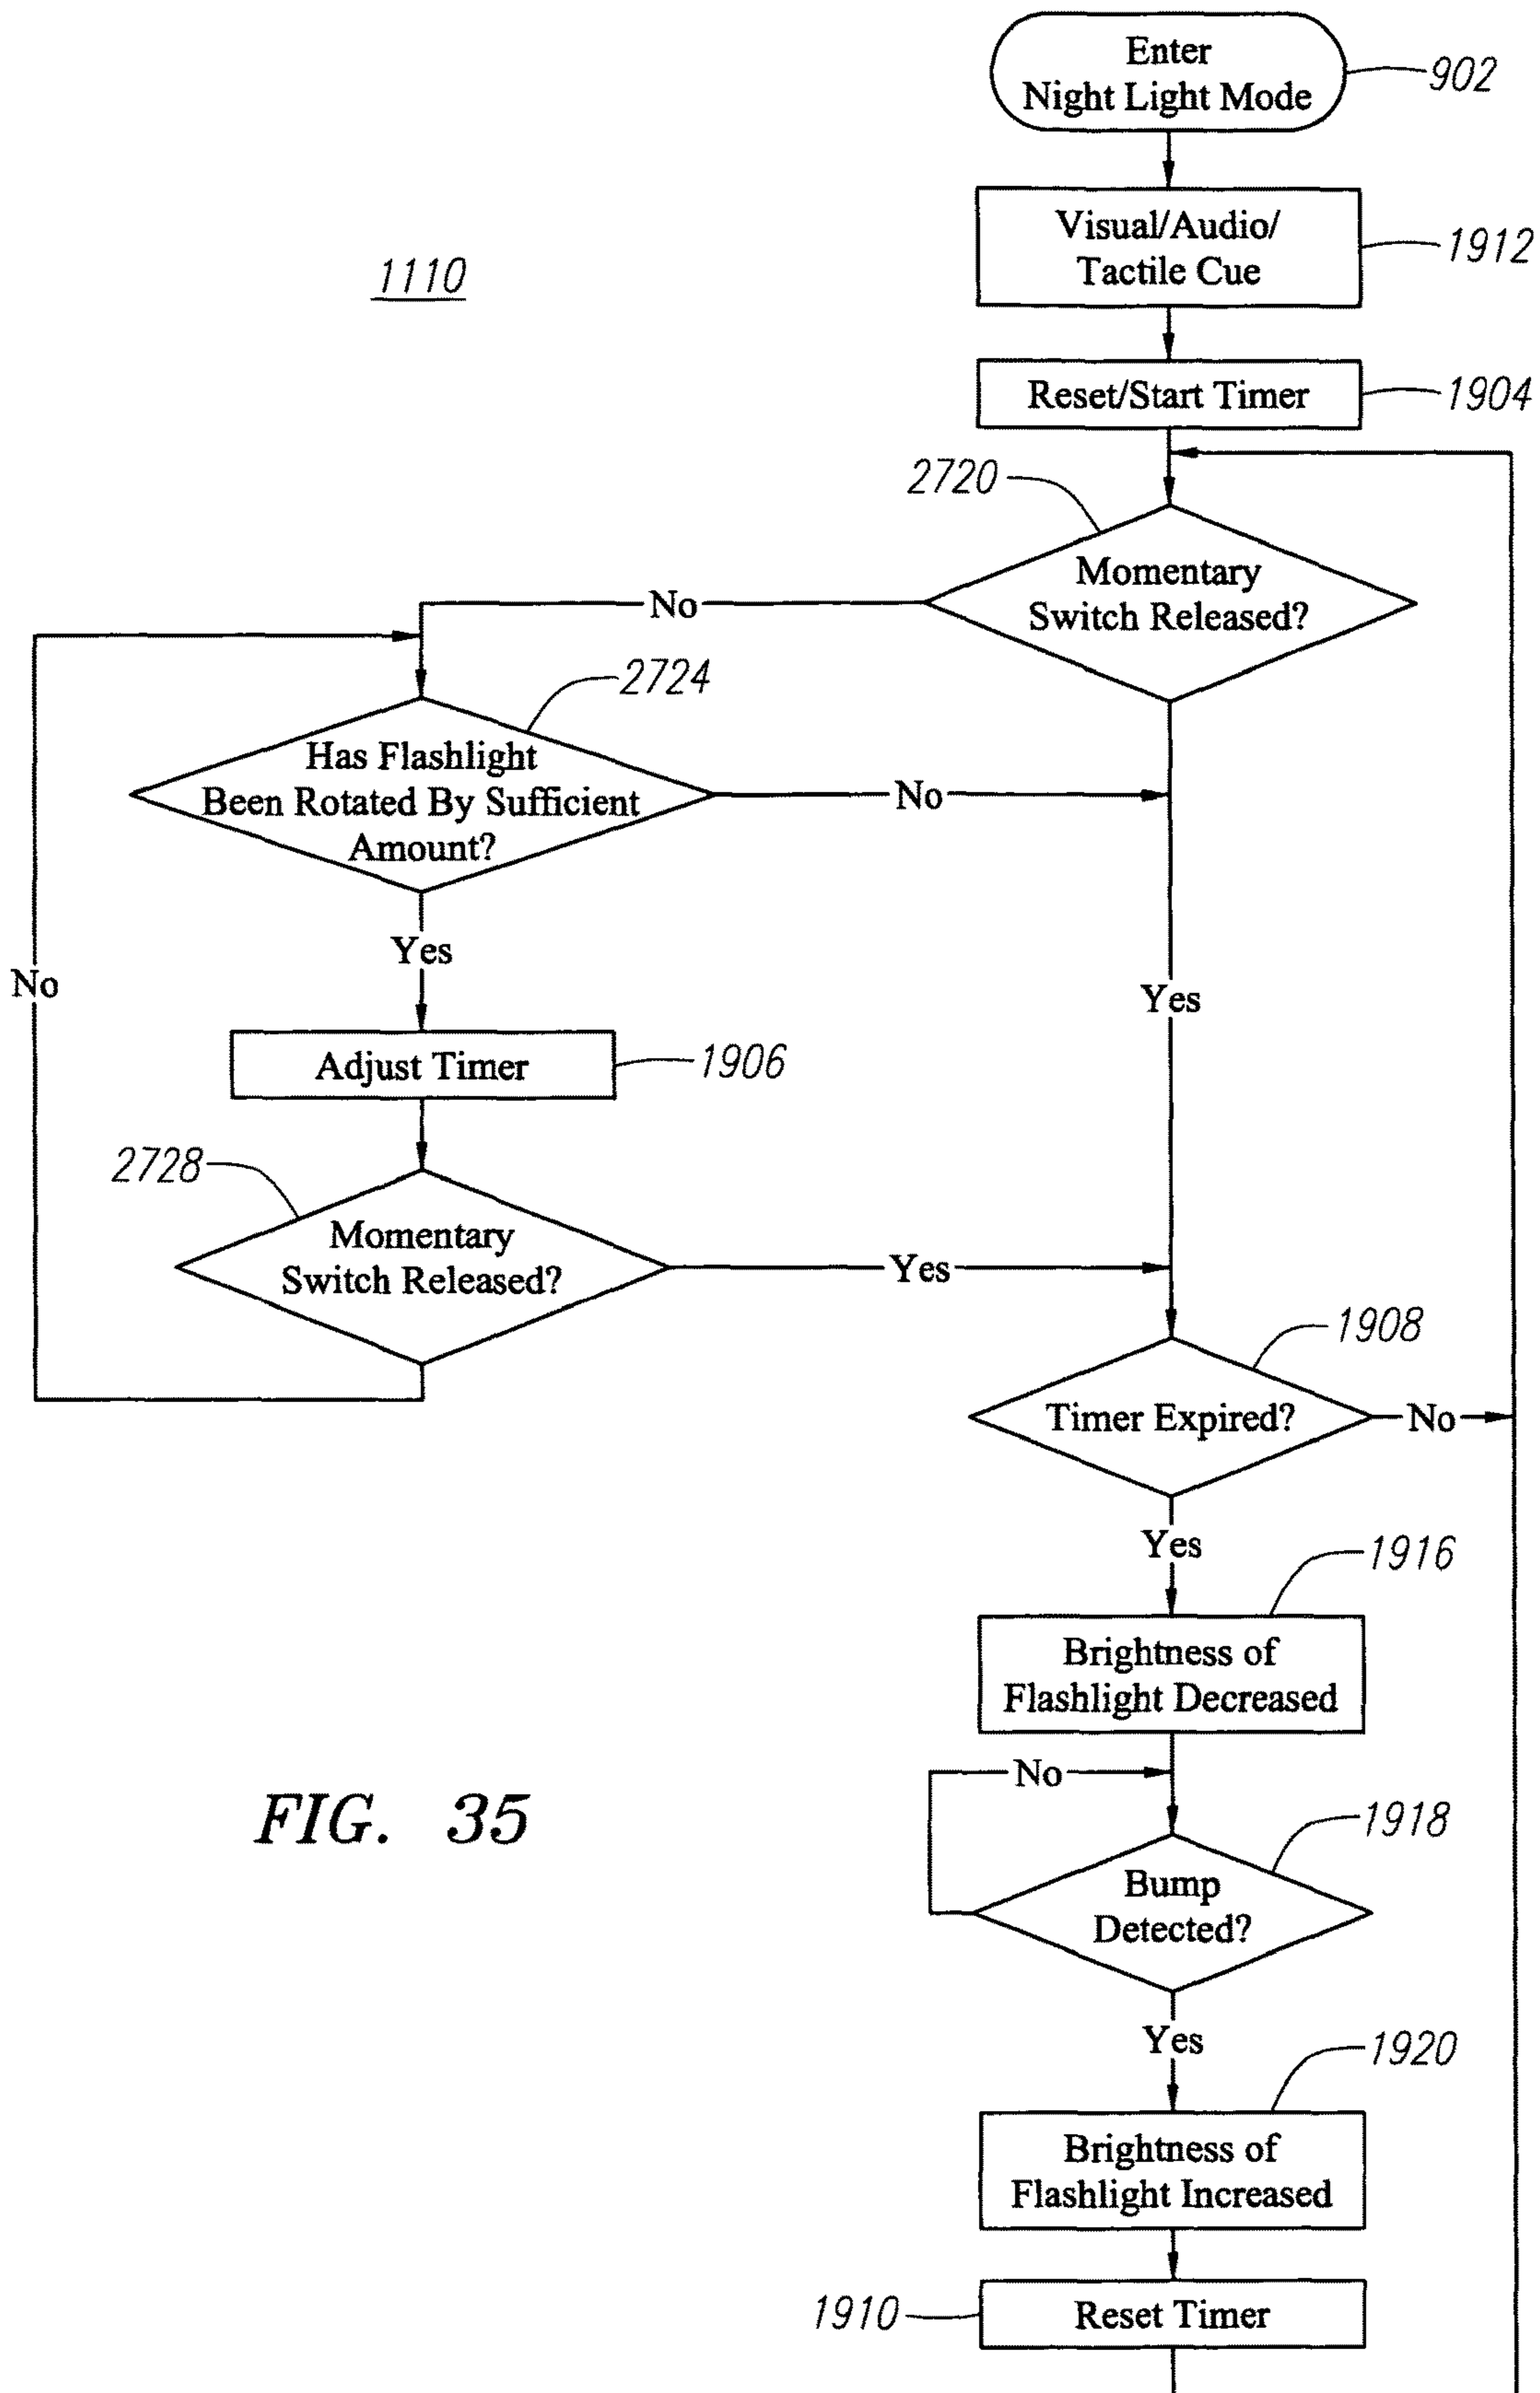 Enter
Night Light Mode
902
Visual/Audio/
Tactile Cue
1912
1110
Reset/Start Timer
1904
2720
Momentary
Switch Released?
No
2724
Has Flashlight
Been Rotated By Sufficient
Amount?
No
Yes
No
Yes
Adjust Timer
1906
2728
Momentary
Switch Released?
Yes
1908
Timer Expired?
No
Yes
1916
Brightness of
Flashlight Decreased
No
FIG. 35
1918
Bump
Detected?
Yes
1920
Brightness of
Flashlight Increased
1910
Reset Timer